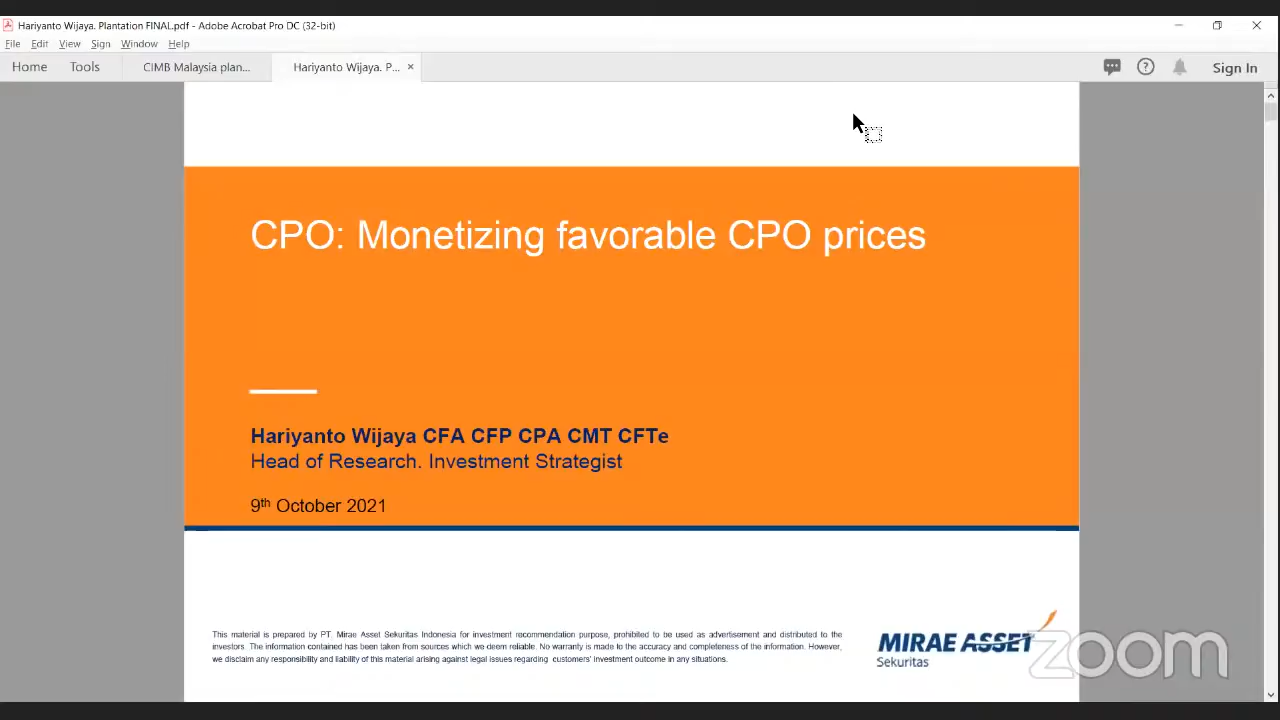 Hariyanto Wijaya. Plantation FINAL.pdf - Adobe Acrobat Pro DC (32-bit)
File Edit View Sign Window Help
Home Tools CIMB Malaysia plan... Hariyanto Wijaya. P... × Sign In
CPO: Monetizing favorable CPO prices
Hariyanto Wijaya CFA CFP CPA CMT CFTe
Head of Research. Investment Strategist
9th October 2021
This material is prepared by PT. Mirae Asset Sekuritas Indonesia for investment recommendation purpose, prohibited to be used as advertisement and distributed to the
investors. The information contained has been taken from sources which we deem reliable. No warranty is made to the accuracy and completeness of the information. However,
we disclaim any responsibility and liability of this material arising against legal issues regarding customers' investment outcome in any situations.
MIRAE ASSET
Sekuritas
zoom